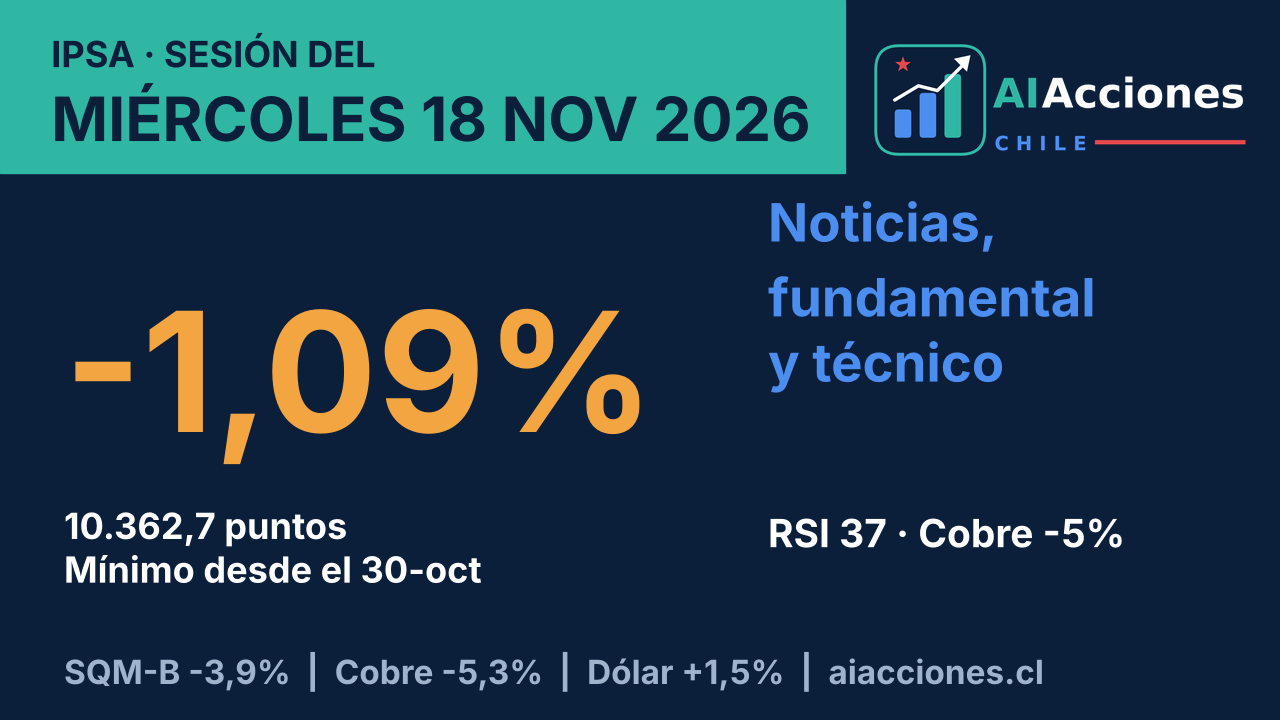 IPSA · SESIÓN DEL
MIÉRCOLES 18 NOV 2026
AIAcciones
CHILE
Noticias,
fundamental
y técnico
-1,09%
10.362,7 puntos
Mínimo desde el 30-oct
RSI 37 · Cobre -5%
SQM-B -3,9% | Cobre -5,3% | Dólar +1,5% | aiacciones.cl